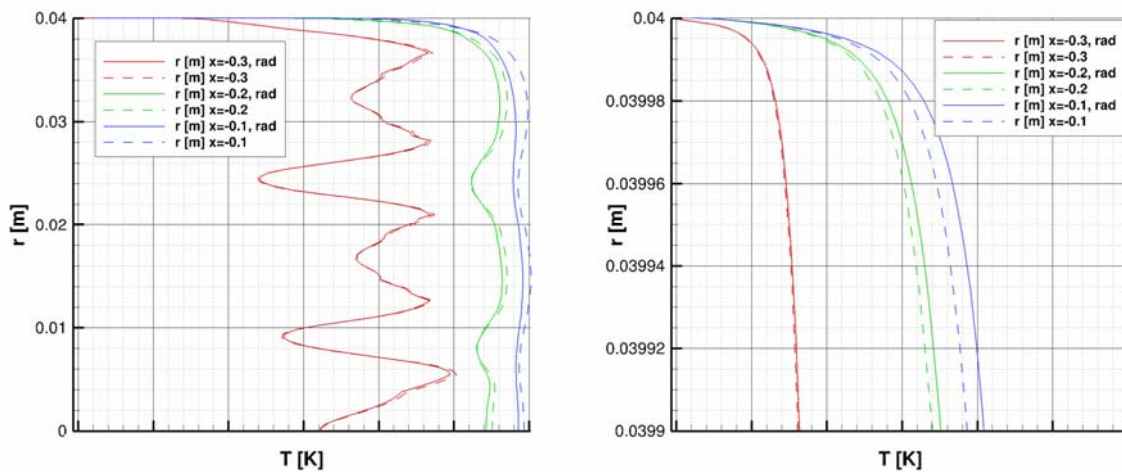 0.04
0.03
0.02
0.01
0
r [m]
r [m] x=-0.3, rad
r [m] x=-0.3
r [m] x=-0.2, rad
r [m] x=-0.2
r [m] x=-0.1, rad
r [m] x=-0.1
T [K]
0.04
0.03998
0.03996
0.03994
0.03992
0.0399
r [m]
r [m] x=-0.3, rad
r [m] x=-0.3
r [m] x=-0.2, rad
r [m] x=-0.2
r [m] x=-0.1, rad
r [m] x=-0.1
T [K]